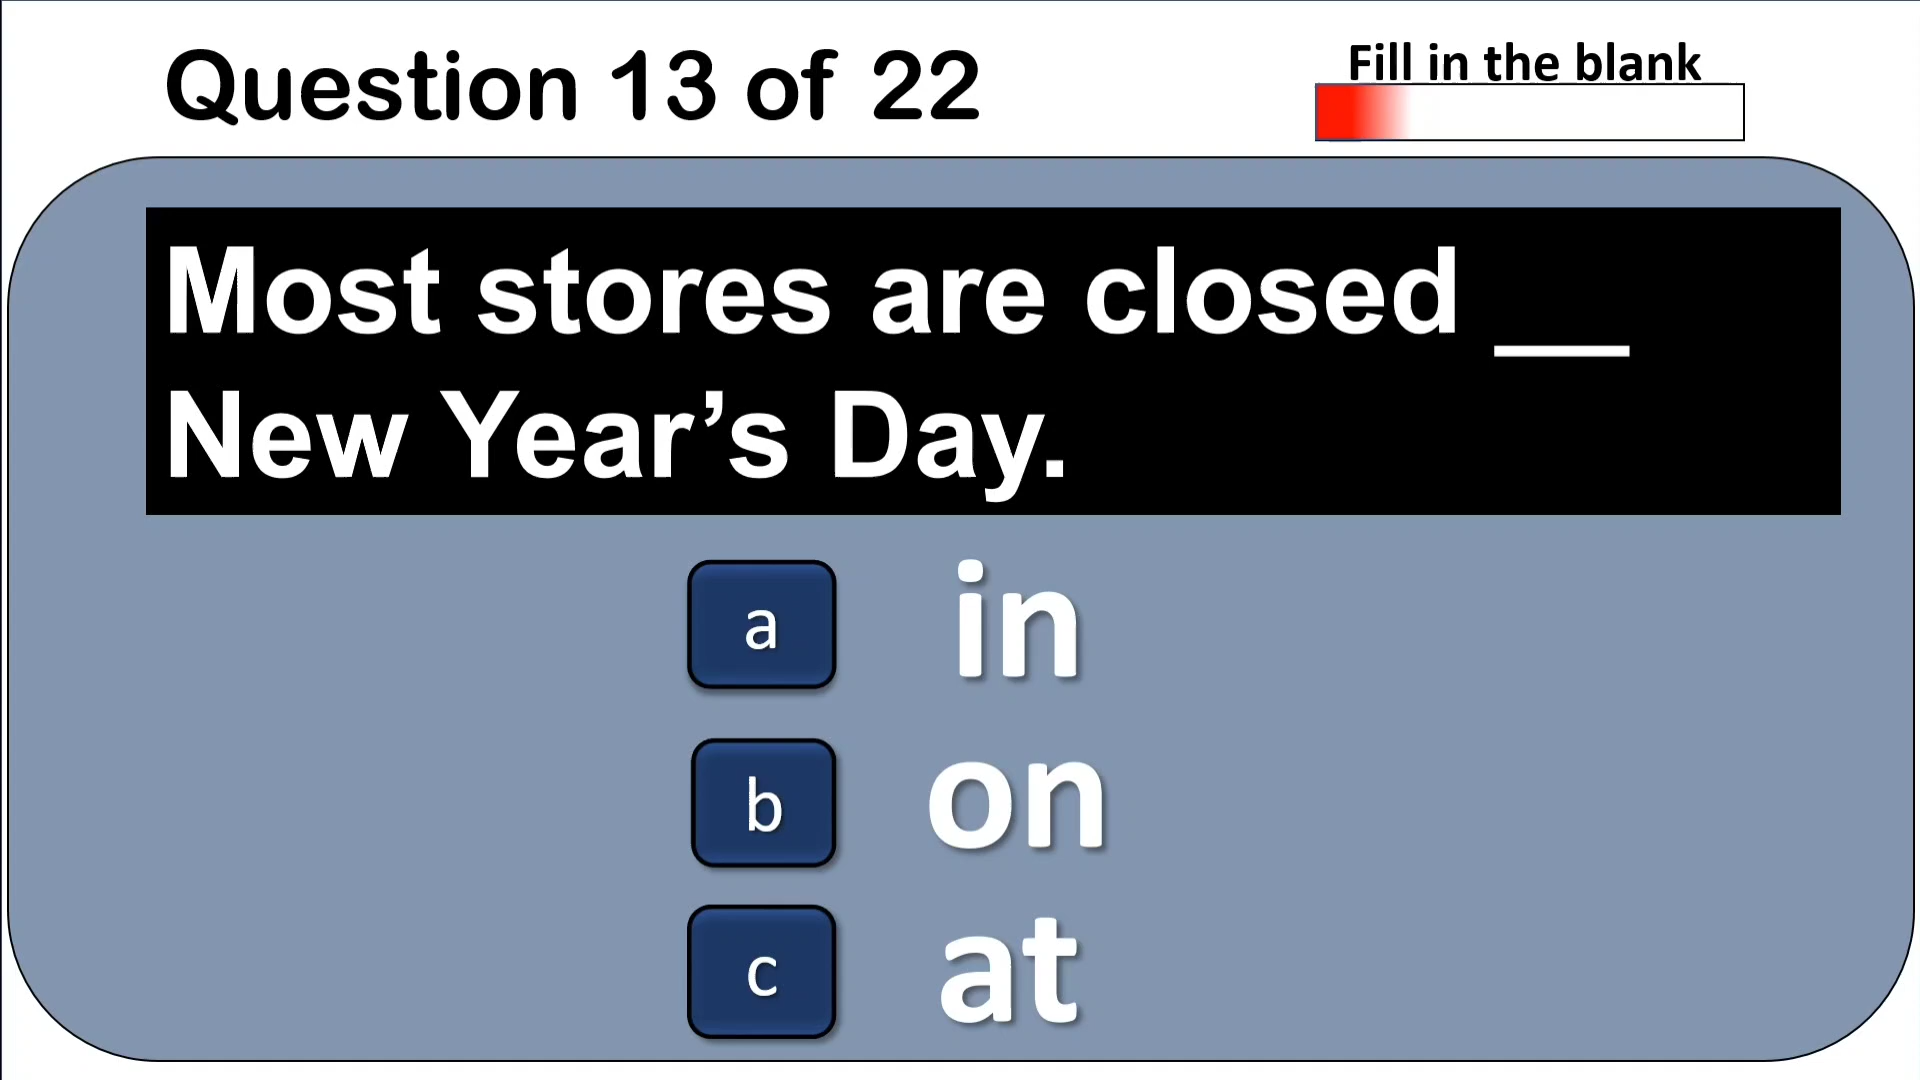 Question 13 of 22
Fill in the blank
Most stores are closed __
New Year’s Day.
a in
b on
c at